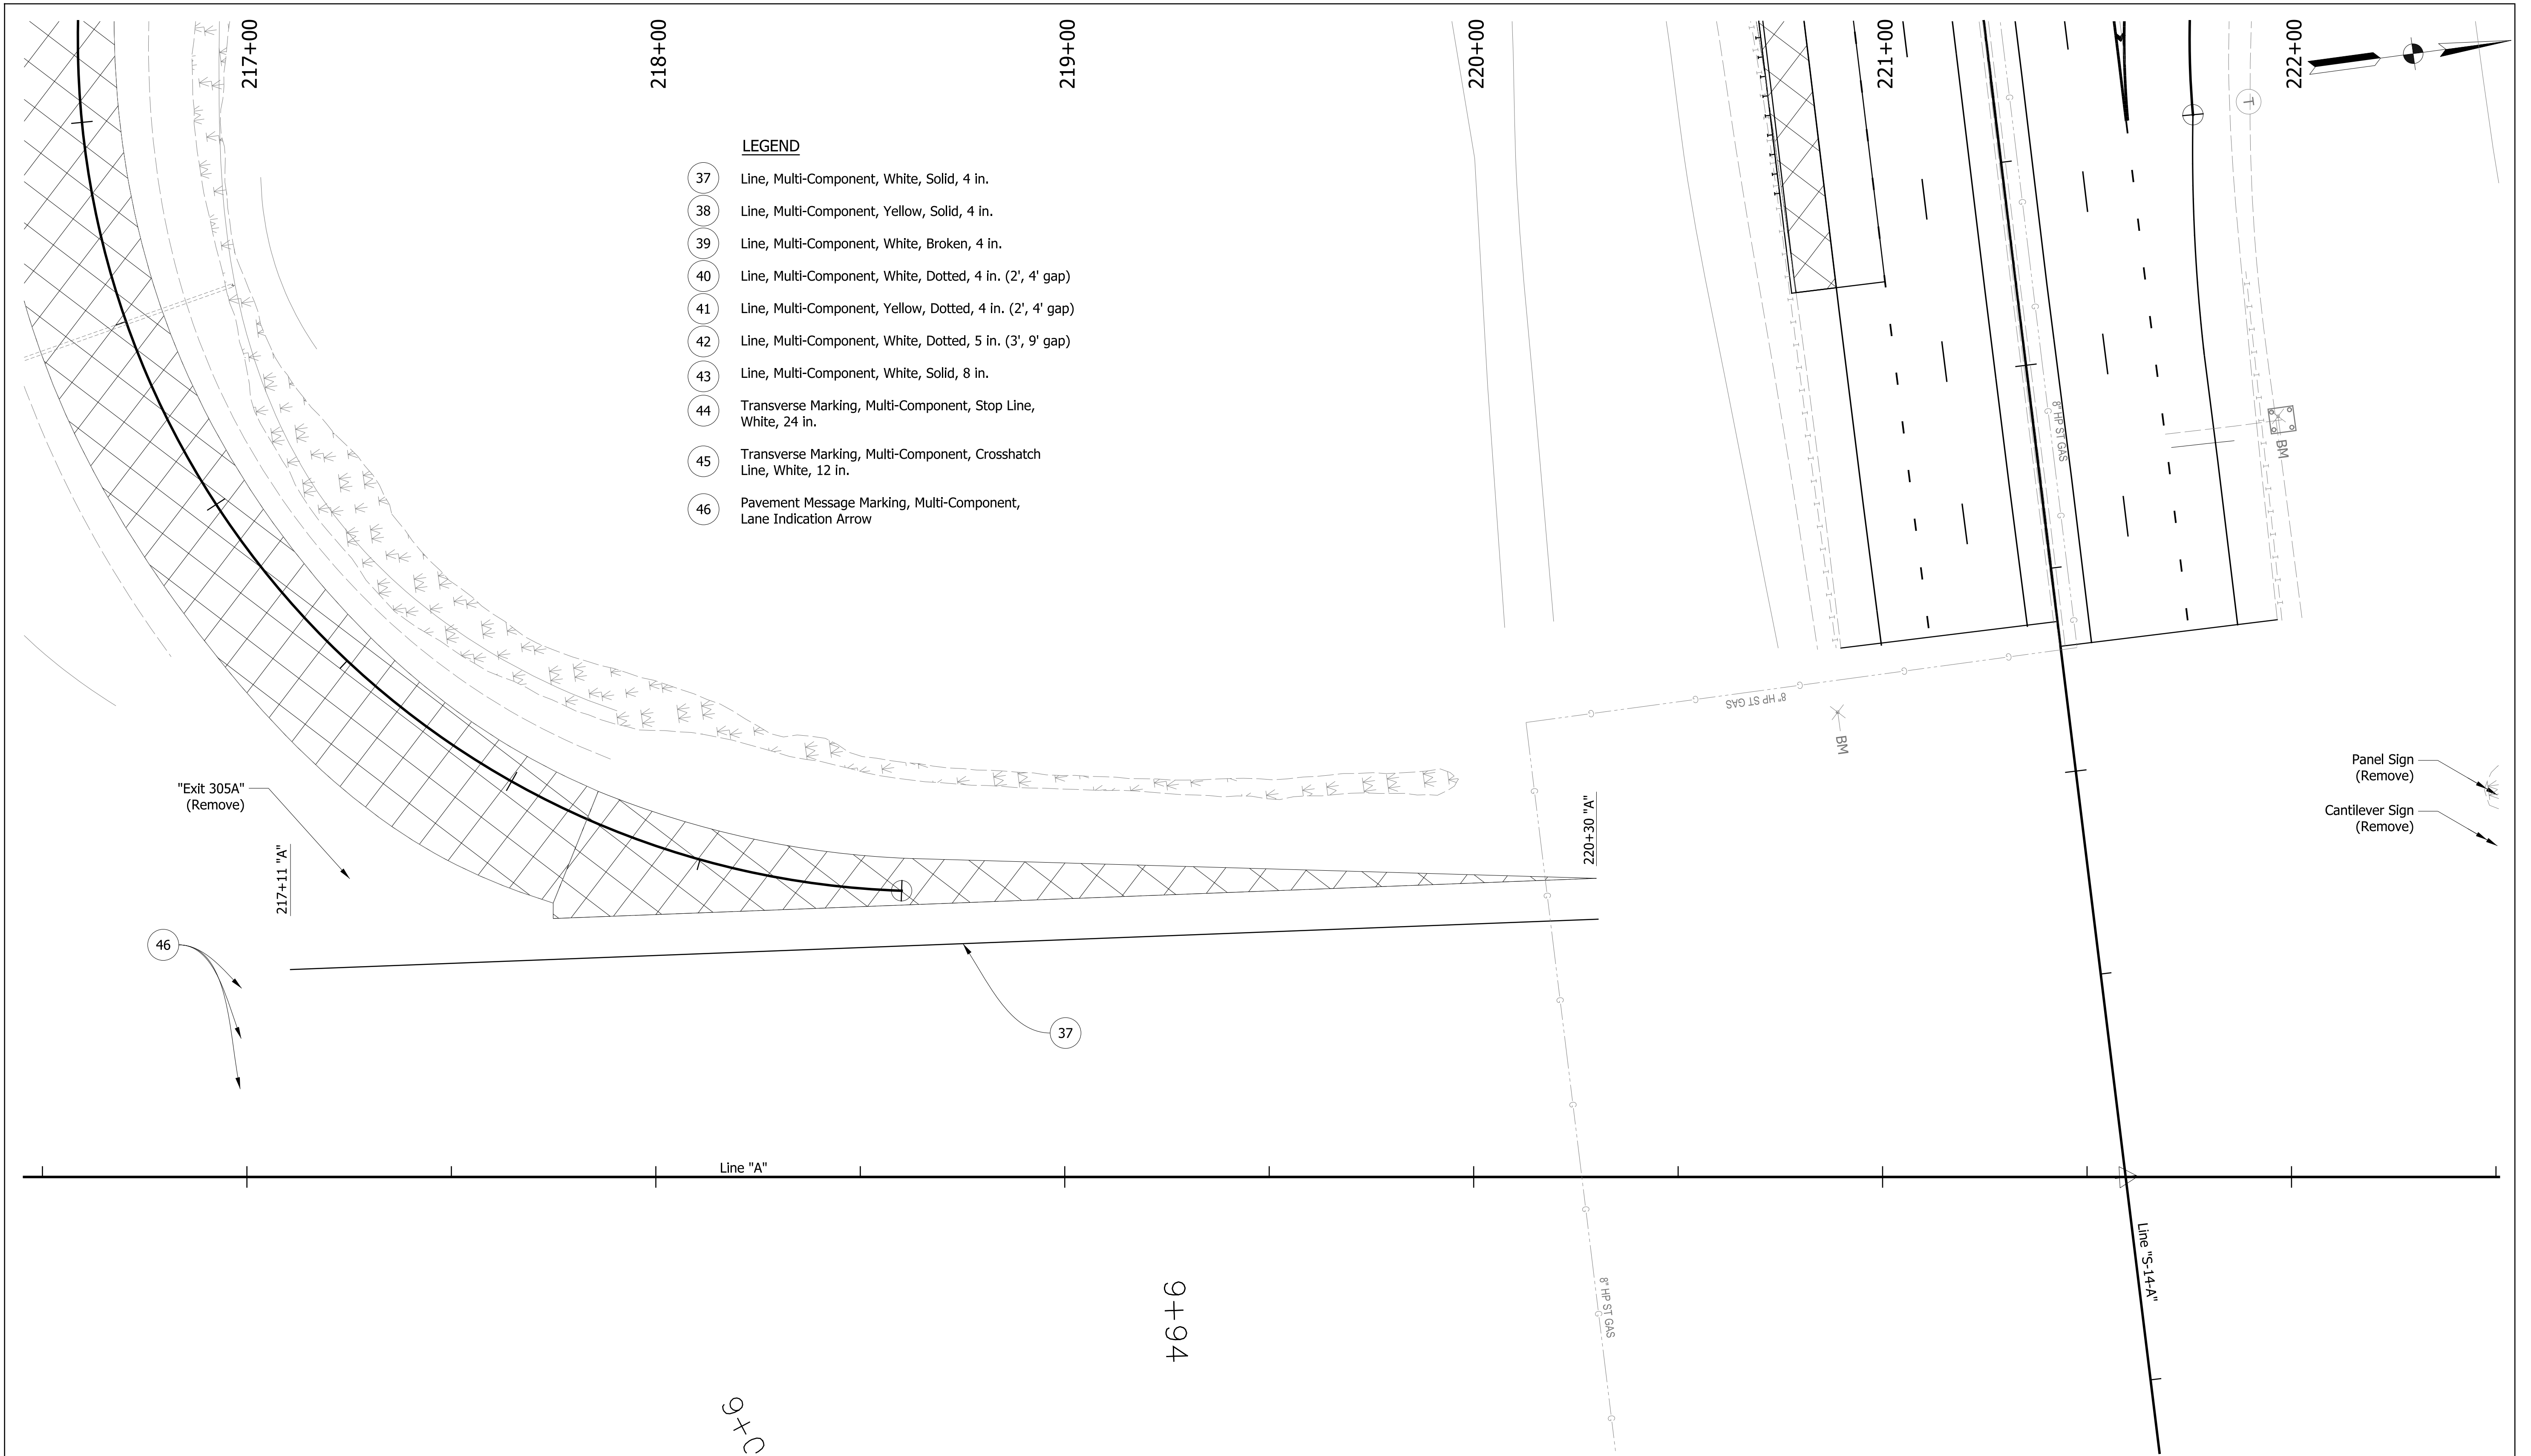 217+00
218+00
219+00
220+00
221+00
222+00
T
LEGEND
37 Line, Multi-Component, White, Solid, 4 in.
38 Line, Multi-Component, Yellow, Solid, 4 in.
39 Line, Multi-Component, White, Broken, 4 in.
40 Line, Multi-Component, White, Dotted, 4 in. (2', 4' gap)
41 Line, Multi-Component, Yellow, Dotted, 4 in. (2', 4' gap)
42 Line, Multi-Component, White, Dotted, 5 in. (3', 9' gap)
43 Line, Multi-Component, White, Solid, 8 in.
44 Transverse Marking, Multi-Component, Stop Line,
White, 24 in.
45 Transverse Marking, Multi-Component, Crosshatch
Line, White, 12 in.
46 Pavement Message Marking, Multi-Component,
Lane Indication Arrow
8" HP ST GAS
BM
8" HP ST GAS
BM
"Exit 305A"
(Remove)
217+11 "A"
220+30 "A"
Panel Sign
(Remove)
Cantilever Sign
(Remove)
46
37
Line "A"
Line "S-14-A"
8" HP ST GAS
9+94